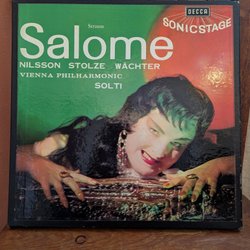 DECCA
SONICSTAGE
Strauss
Salome
NILSSON STOLZE WÄCHTER
VIENNA PHILHARMONIC
SOLTI